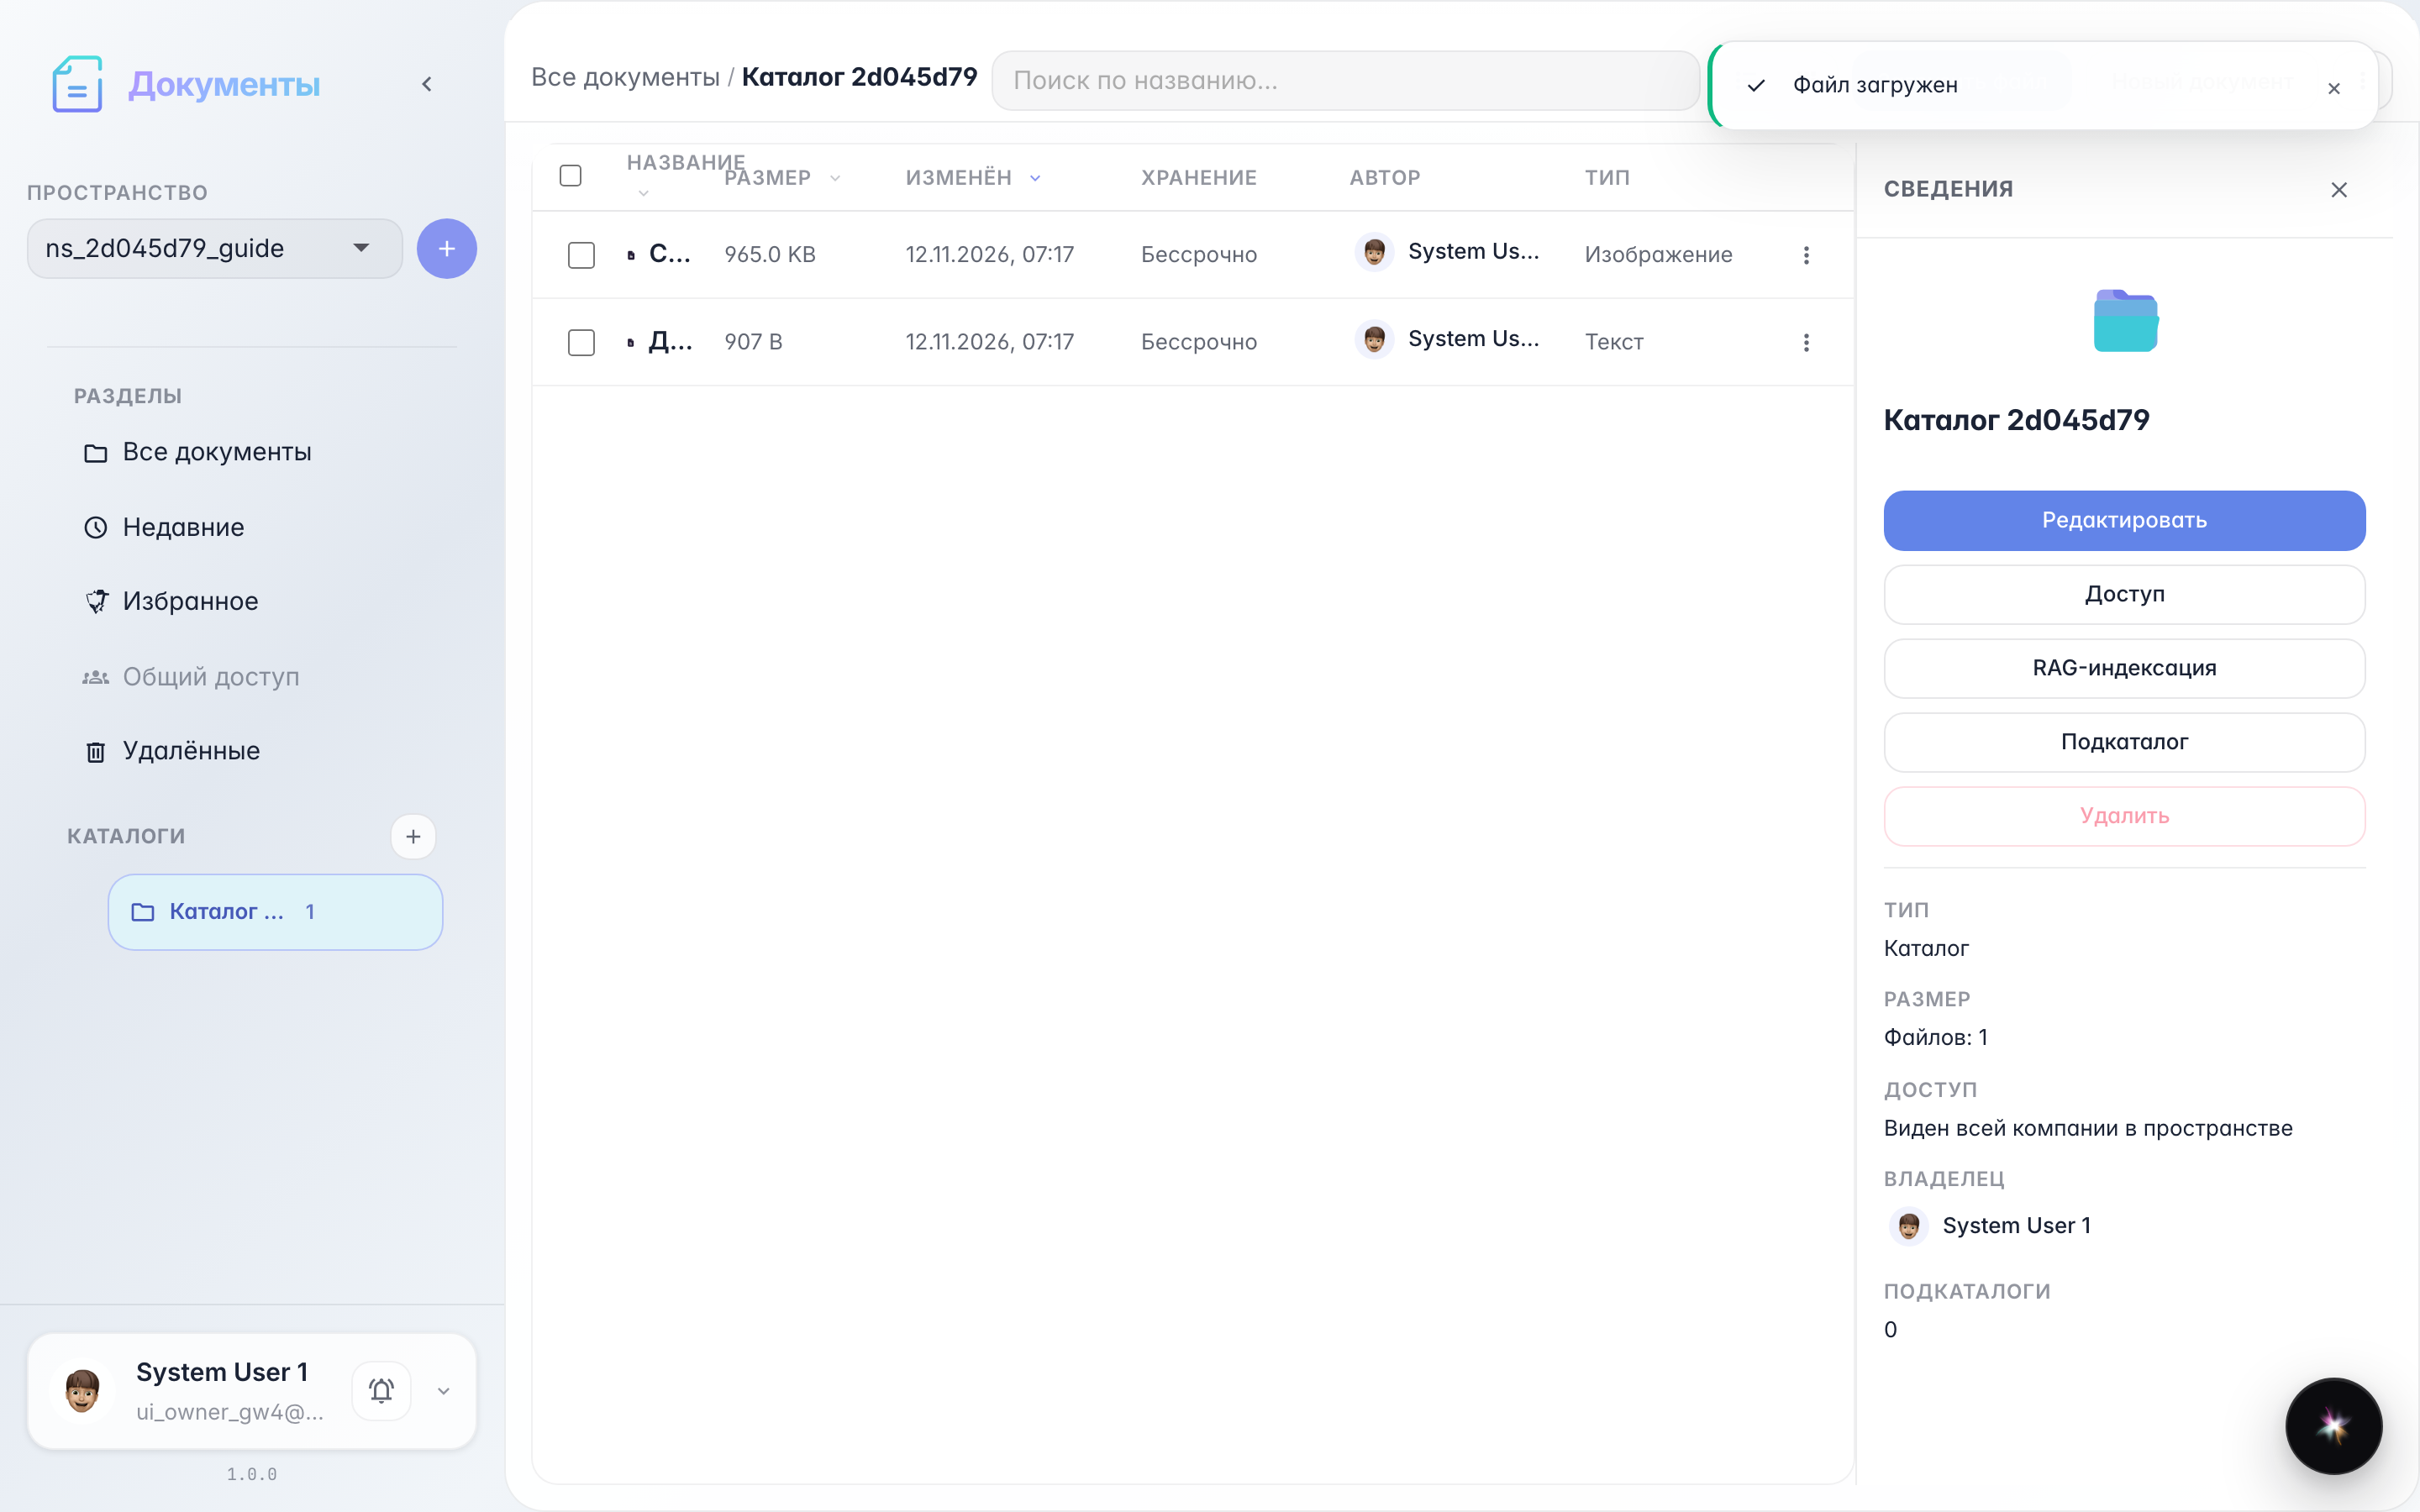 Документы
ПРОСТРАНСТВО
ns_2d045d79_guide
РАЗДЕЛЫ
Все документы
Недавние
Избранное
Общий доступ
Удалённые
КАТАЛОГИ
Каталог ... 1
System User 1
ui_owner_gw4@...
1.0.0
Все документы / Каталог 2d045d79
Поиск по названию...
Файл загружен
НАЗВАНИЕ РАЗМЕР ИЗМЕНЁН ХРАНЕНИЕ АВТОР ТИП
С... 965.0 KB 12.11.2026, 07:17 Бессрочно System Us... Изображение
Д... 907 B 12.11.2026, 07:17 Бессрочно System Us... Текст
СВЕДЕНИЯ
Каталог 2d045d79
Редактировать
Доступ
RAG-индексация
Подкаталог
Удалить
ТИП
Каталог
РАЗМЕР
Файлов: 1
ДОСТУП
Виден всей компании в пространстве
ВЛАДЕЛЕЦ
System User 1
ПОДКАТАЛОГИ
0